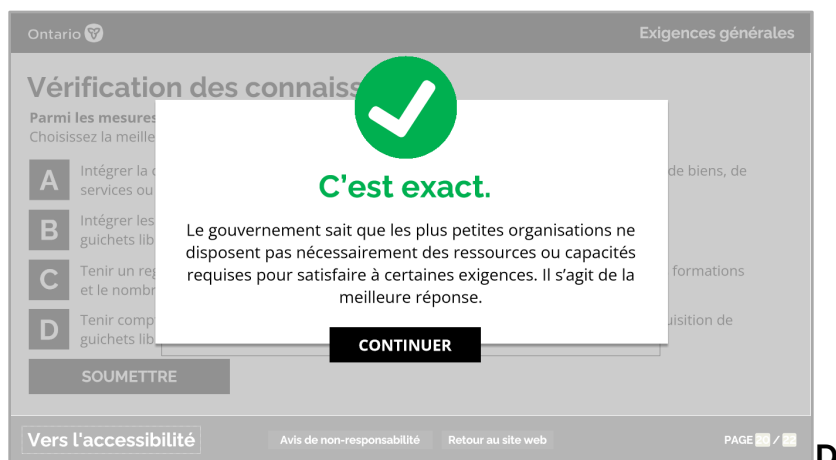 Ontario
Exigences générales
Vérification des connaiss
Parmi les mesures
Choisissez la meille
C'est exact.
Le gouvernement sait que les plus petites organisations ne
disposent pas nécessairement des ressources ou capacités
requises pour satisfaire à certaines exigences. Il s'agit de la
meilleure réponse.
CONTINUER
A
Intégrer la c
de biens, de
services ou
B
Intégrer les
guichets lib
C
Tenir un reg
formations
et le nombr
D
Tenir comp
uisition de
guichets lib
SOUMETTRE
Vers l'accessibilité
Avis de non-responsabilité
Retour au site web
PAGE 20 / 22
D